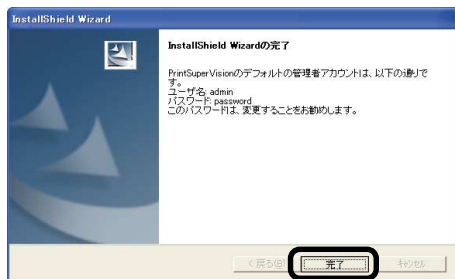 InstallShield Wizard
InstallShield Wizardの完了
PrintSuperVisionのデフォルトの管理者アカウントは、以下の通りで
す。
ユーザ名: admin
パスワード: password
このパスワードは、変更することをお勧めします。
< 戻る(B) 完了 キャンセル